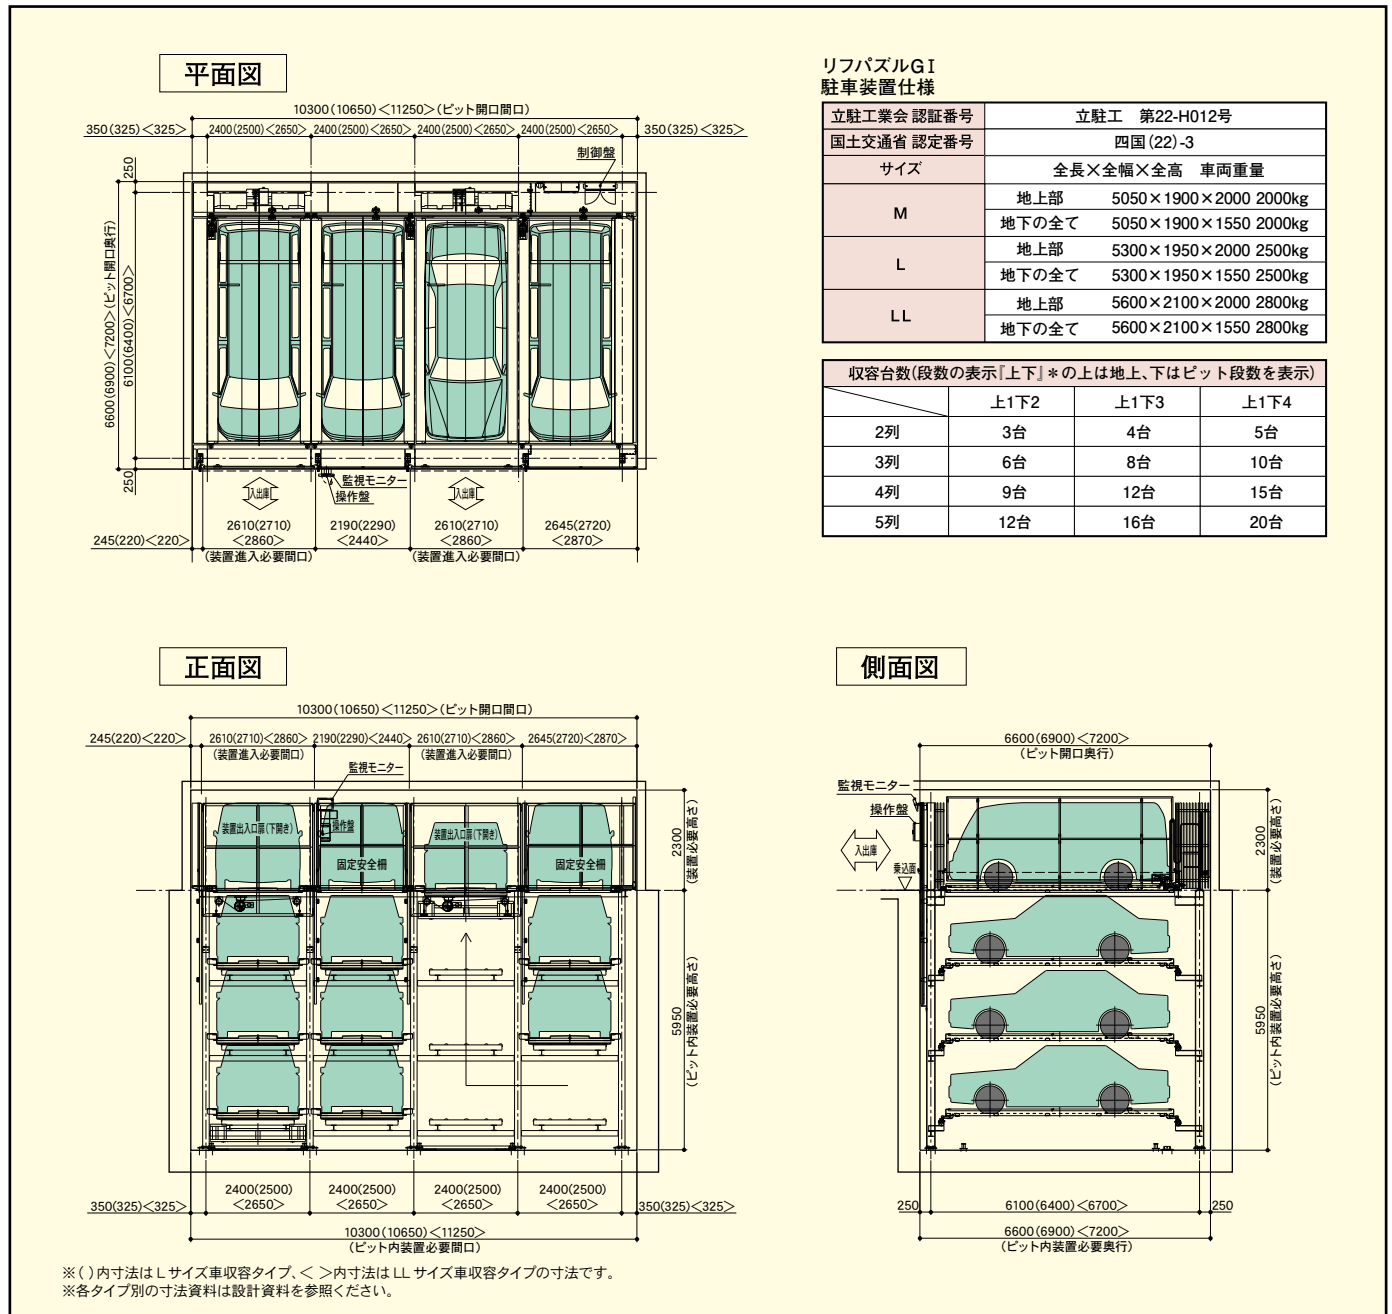 平面図
10300(10650)＜11250＞(ピット開口間口)
350(325)＜325＞ 2400(2500)＜2650＞ 2400(2500)＜2650＞ 2400(2500)＜2650＞ 2400(2500)＜2650＞ 350(325)＜325＞
制御盤
250
6600(6900)＜7200＞(ピット開口奥行)
6100(6400)＜6700＞
250
監視モニター
操作盤
入出庫 入出庫
2610(2710) 2190(2290) 2610(2710) 2645(2720)
245(220)＜220＞ ＜2860＞ ＜2440＞ ＜2860＞ ＜2870＞
(装置進入必要間口) (装置進入必要間口)
リフパズルGI
駐車装置仕様
立駐工業会 認証番号 立駐工 第22-H012号
国土交通省 認定番号 四国(22)-3
サイズ 全長×全幅×全高 車両重量
M 地上部 5050×1900×2000 2000kg
地下の全て 5050×1900×1550 2000kg
L 地上部 5300×1950×2000 2500kg
地下の全て 5300×1950×1550 2500kg
LL 地上部 5600×2100×2000 2800kg
地下の全て 5600×2100×1550 2800kg
収容台数(段数の表示『上下』＊の上は地上、下はピット段数を表示)
上1下2 上1下3 上1下4
2列 3台 4台 5台
3列 6台 8台 10台
4列 9台 12台 15台
5列 12台 16台 20台
正面図
10300(10650)＜11250＞(ピット開口間口)
245(220)＜220＞ 2610(2710)＜2860＞ 2190(2290)＜2440＞ 2610(2710)＜2860＞ 2645(2720)＜2870＞
(装置進入必要間口) (装置進入必要間口)
監視モニター
装置出入口扉(下開き) 操作盤 装置出入口扉(下開き)
固定安全柵 固定安全柵
2300
(装置必要高さ)
5950
(ピット内装置必要高さ)
2400(2500) 2400(2500) 2400(2500) 2400(2500)
350(325)＜325＞ ＜2650＞ ＜2650＞ ＜2650＞ ＜2650＞ 350(325)＜325＞
10300(10650)＜11250＞
(ピット内装置必要間口)
側面図
6600(6900)＜7200＞
(ピット開口奥行)
監視モニター
操作盤
入出庫
乗込面
2300
(装置必要高さ)
5950
(ピット内装置必要高さ)
250 6100(6400)＜6700＞ 250
6600(6900)＜7200＞
(ピット内装置必要奥行)
※( )内寸法はLサイズ車収容タイプ、＜ ＞内寸法はLLサイズ車収容タイプの寸法です。
※各タイプ別の寸法資料は設計資料を参照ください。